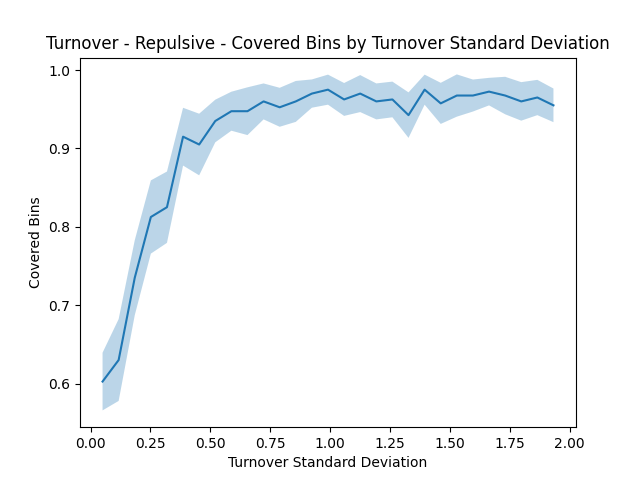 Turnover - Repulsive - Covered Bins by Turnover Standard Deviation
1.0
0.9
0.8
0.7
0.6
Covered Bins
0.00 0.25 0.50 0.75 1.00 1.25 1.50 1.75 2.00
Turnover Standard Deviation